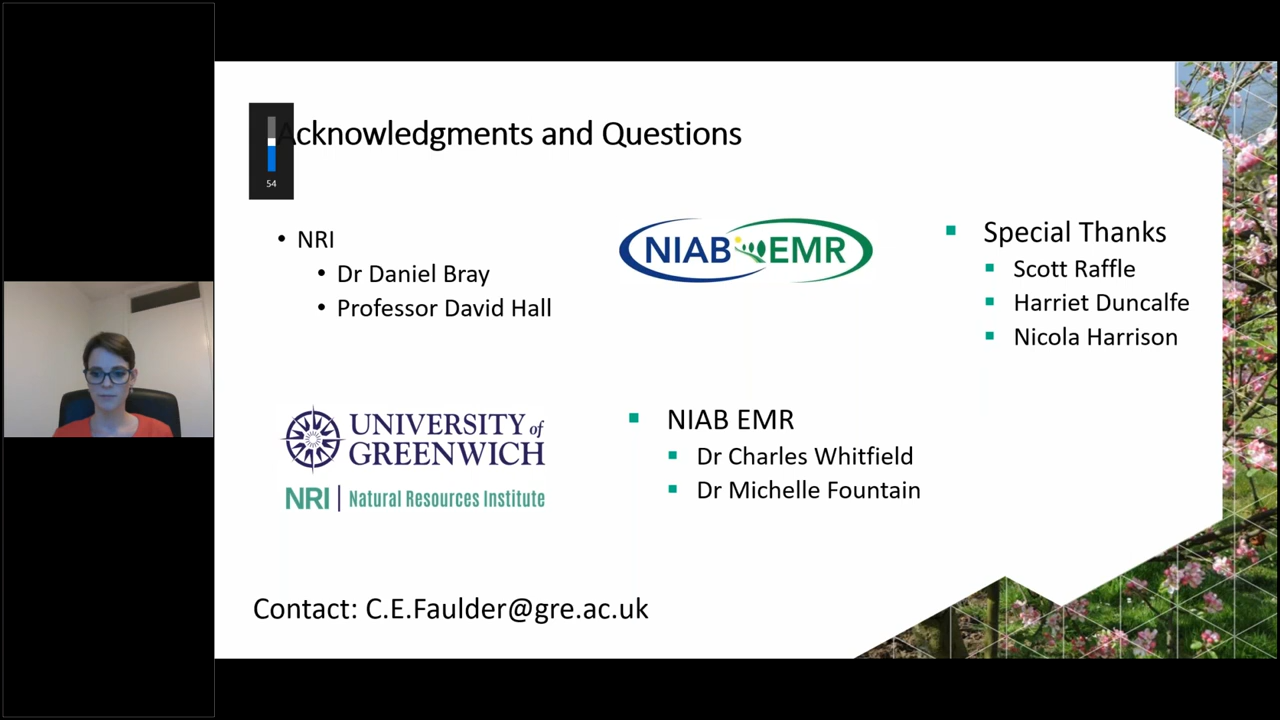 Acknowledgments and Questions
54
• NRI
• Dr Daniel Bray
• Professor David Hall
NIAB EMR
Special Thanks
Scott Raffle
Harriet Duncalfe
Nicola Harrison
UNIVERSITY of
GREENWICH
NRI | Natural Resources Institute
NIAB EMR
Dr Charles Whitfield
Dr Michelle Fountain
Contact: C.E.Faulder@gre.ac.uk